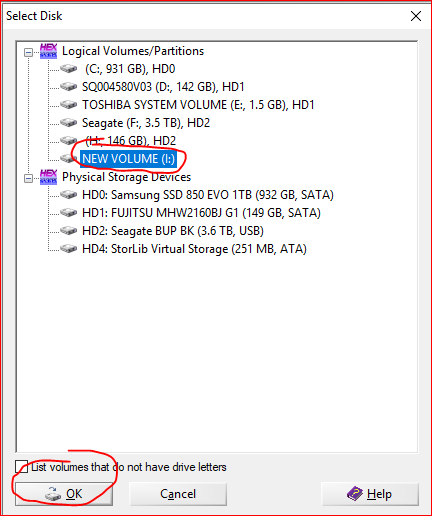 Select Disk
HEX
Logical Volumes/Partitions
(C:, 931 GB), HD0
SQ004580V03 (D:, 142 GB), HD1
TOSHIBA SYSTEM VOLUME (E:, 1.5 GB), HD1
Seagate (F:, 3.5 TB), HD2
(H:, 146 GB), HD2
NEW VOLUME (I:)
HEX
Physical Storage Devices
HD0: Samsung SSD 850 EVO 1TB (932 GB, SATA)
HD1: FUJITSU MHW2160BJ G1 (149 GB, SATA)
HD2: Seagate BUP BK (3.6 TB, USB)
HD4: StorLib Virtual Storage (251 MB, ATA)
List volumes that do not have drive letters
OK
Cancel
Help